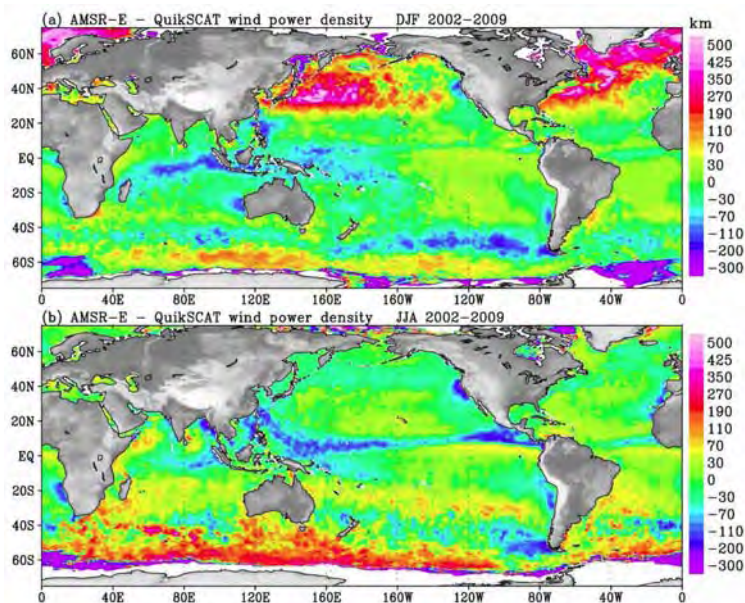 (a) AMSR-E - QuikSCAT wind power density DJF 2002-2009
km
60N
40N
20N
EQ
20S
40S
60S
0 40E 80E 120E 160E 160W 120W 80W 40W 0
500
425
350
270
190
110
70
30
0
-30
-70
-110
-190
-300
(b) AMSR-E - QuikSCAT wind power density JJA 2002-2009
60N
40N
20N
EQ
20S
40S
60S
0 40E 80E 120E 160E 160W 120W 80W 40W 0
500
425
350
270
190
110
70
30
0
-30
-70
-110
-190
-300